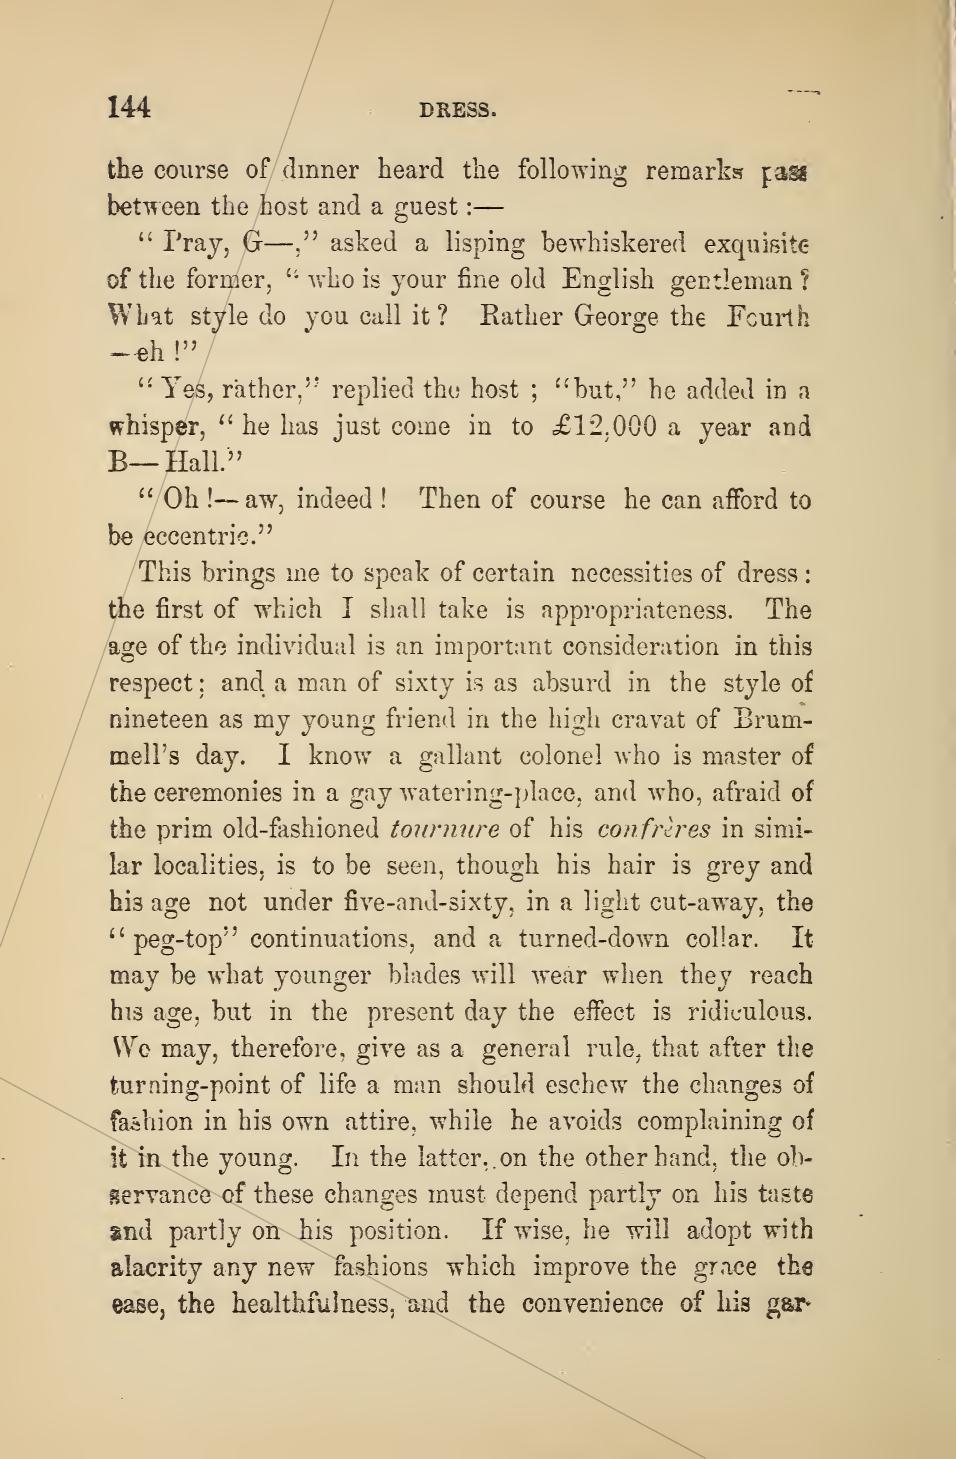 144 DRESS.
the course of dinner heard the following remarks pass
between the host and a guest :—
“ Pray, G—,” asked a lisping bewhiskered exquisite
of the former, “ who is your fine old English gentleman ?
What style do you call it ? Rather George the Fourth
—eh !”
“ Yes, rather,” replied the host ; “but,” he added in a
whisper, “ he has just come in to £12,000 a year and
B— Hall.”
“ Oh !— aw, indeed ! Then of course he can afford to
be eccentric.”
This brings me to speak of certain necessities of dress :
the first of which I shall take is appropriateness. The
age of the individual is an important consideration in this
respect ; and a man of sixty is as absurd in the style of
nineteen as my young friend in the high cravat of Brum-
mell’s day. I know a gallant colonel who is master of
the ceremonies in a gay watering-place, and who, afraid of
the prim old-fashioned tournure of his confrères in simi-
lar localities, is to be seen, though his hair is grey and
his age not under five-and-sixty, in a light cut-away, the
“ peg-top” continuations, and a turned-down collar. It
may be what younger blades will wear when they reach
his age, but in the present day the effect is ridiculous.
We may, therefore, give as a general rule, that after the
turning-point of life a man should eschew the changes of
fashion in his own attire, while he avoids complaining of
it in the young. In the latter, on the other hand, the ob-
servance of these changes must depend partly on his taste
and partly on his position. If wise, he will adopt with
alacrity any new fashions which improve the grace the
ease, the healthfulness, and the convenience of his gar-